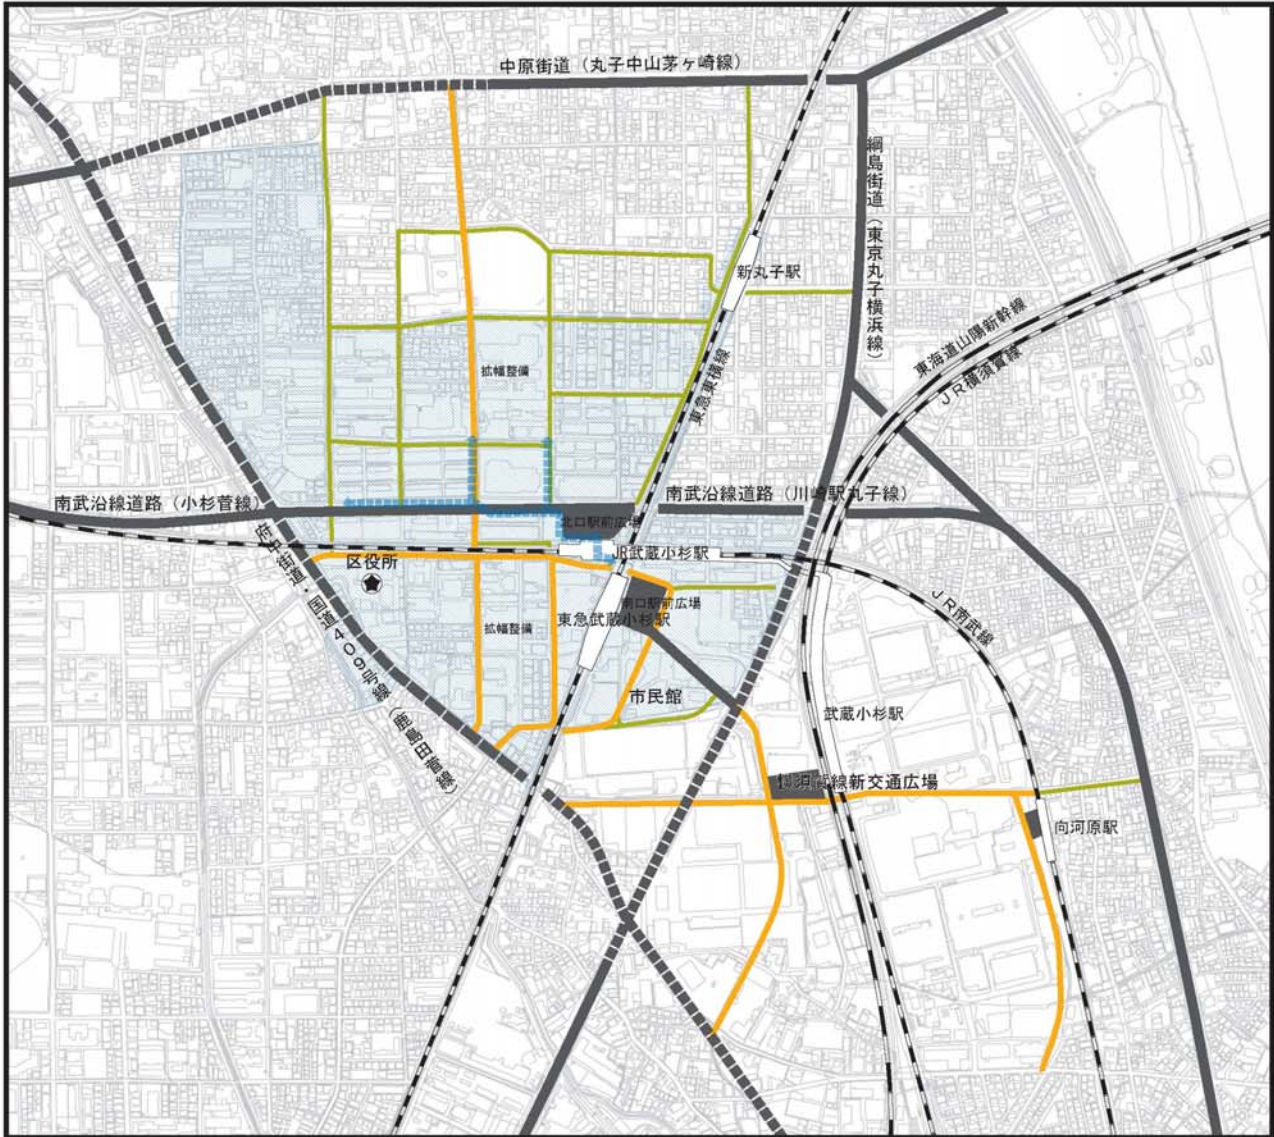 中原街道（丸子中山茅ヶ崎線）
綱島街道（東京丸子横浜線）
新丸子駅
東海道山陽新幹線
ＪＲ横須賀線
東急東横線
拡幅整備
南武沿線道路（小杉菅線）
南武沿線道路（川崎駅丸子線）
北口駅前広場
府中街道・国道４０９号線（鹿島田菅線）
区役所
JR武蔵小杉駅
ＪＲ南武線
南口駅前広場
東急武蔵小杉駅
拡幅整備
市民館
武蔵小杉駅
横須賀線新交通広場
向河原駅